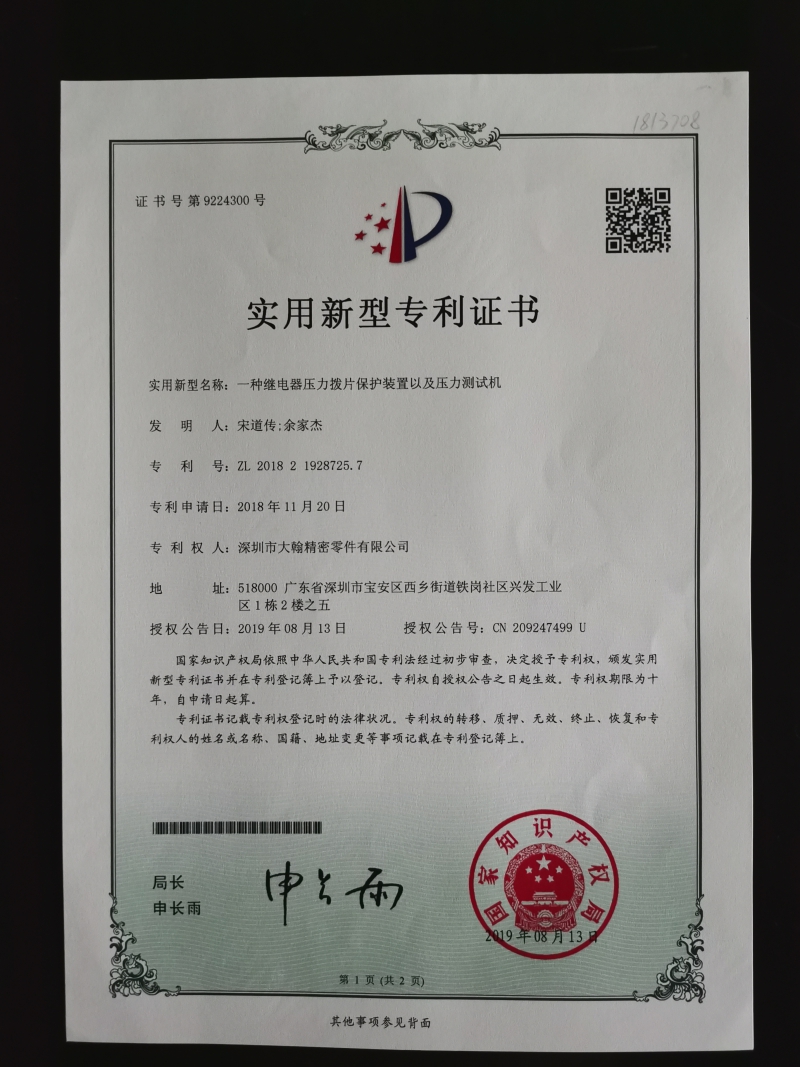 1813708
证书号第9224300号
实用新型专利证书
实用新型名称：一种继电器压力拨片保护装置以及压力测试机
发明人：宋道传;余家杰
专利号：ZL 2018 2 1928725.7
专利申请日：2018年11月20日
专利权人：深圳市大翰精密零件有限公司
地址：518000 广东省深圳市宝安区西乡街道铁岗社区兴发工业
区1栋2楼之五
授权公告日：2019年08月13日 授权公告号：CN 209247499 U
国家知识产权局依照中华人民共和国专利法经过初步审查，决定授予专利权，颁发实用
新型专利证书并在专利登记簿上予以登记。专利权自授权公告之日起生效。专利权期限为十
年，自申请日起算。
专利证书记载专利权登记时的法律状况。专利权的转移、质押、无效、终止、恢复和专
利权人的姓名或名称、国籍、地址变更等事项记载在专利登记簿上。
局长
申长雨
申长雨
国家知识产权局
2019年08月13日
第1页(共2页)
其他事项参见背面